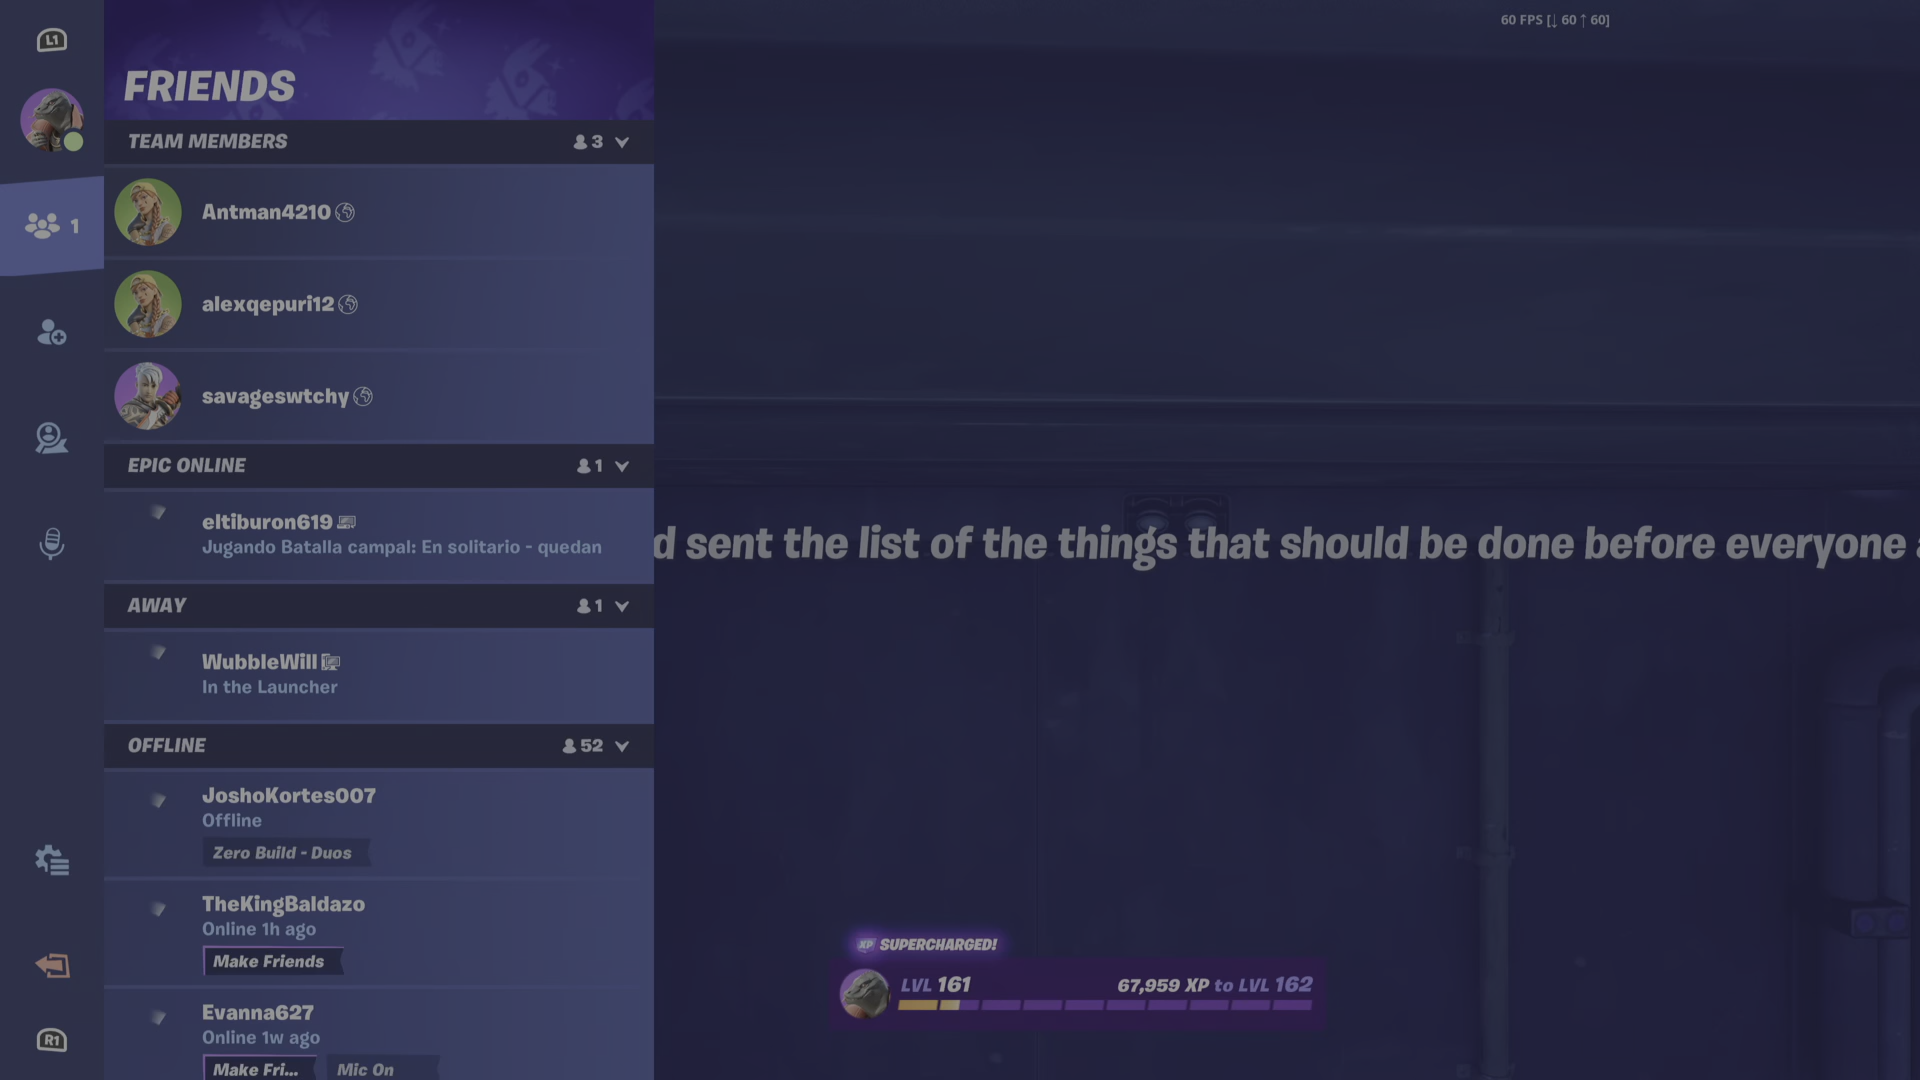 60 FPS [↓ 60 ↑ 60]
L1
FRIENDS
TEAM MEMBERS 3
Antman4210
1
alexqepuri12
savageswtchy
EPIC ONLINE 1
eltiburon619
Jugando Batalla campal: En solitario - quedan
d sent the list of the things that should be done before everyone
AWAY 1
WubbleWill
In the Launcher
OFFLINE 52
JoshoKortes007
Offline
Zero Build - Duos
TheKingBaldazo
Online 1h ago
Make Friends
XP SUPERCHARGED!
LVL 161 67,959 XP to LVL 162
Evanna627
Online 1w ago
R1
Make Fri... Mic On